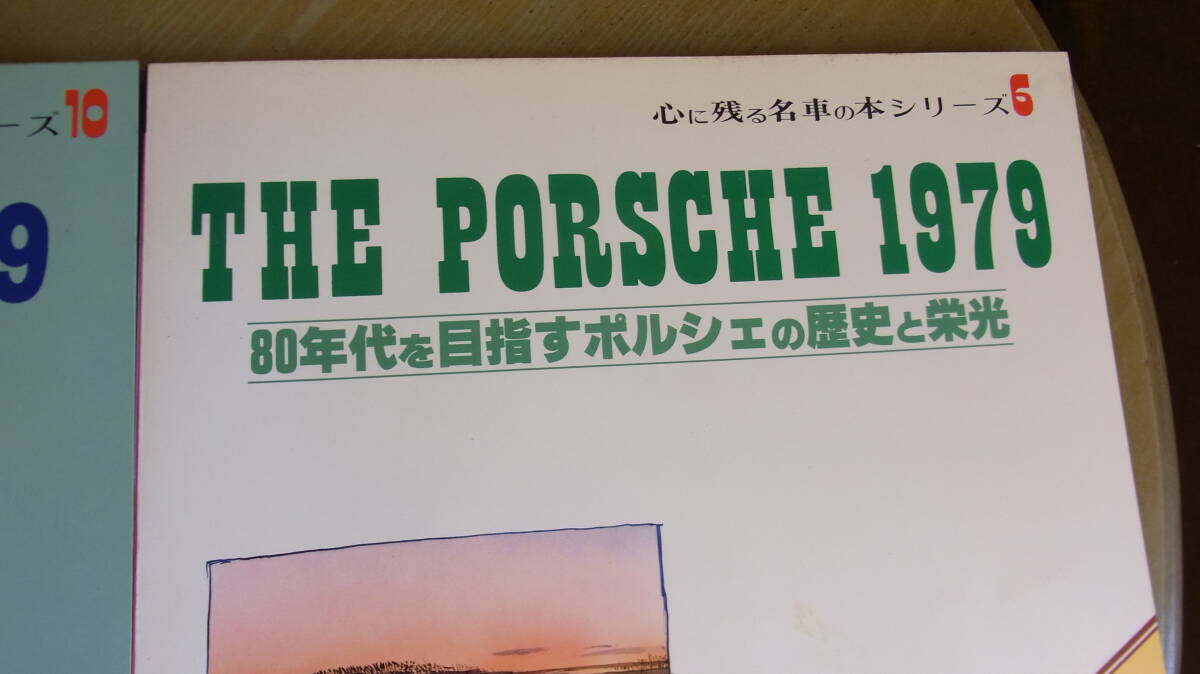 ーズ10
9
心に残る名車の本シリーズ6
THE PORSCHE 1979
80年代を目指すポルシェの歴史と栄光